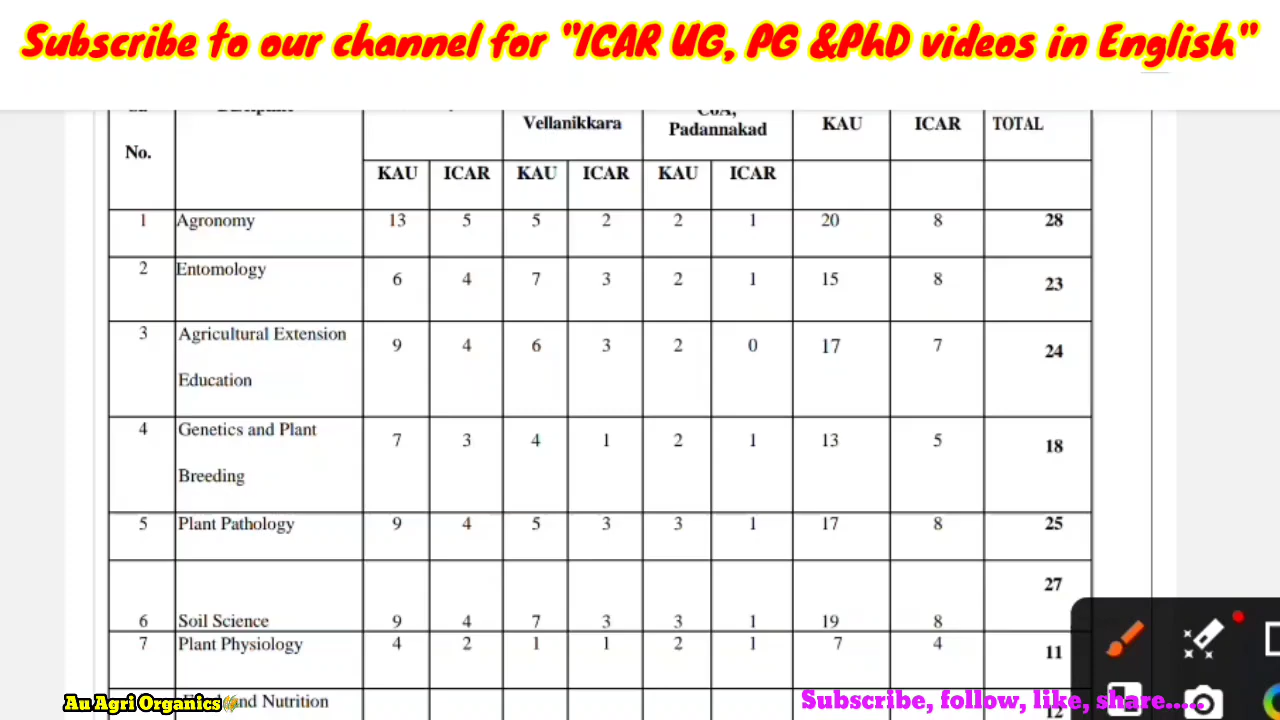 Subscribe to our channel for "ICAR UG, PG &PhD videos in English"
No.
Vellanikkara
CoA,
Padannakad
KAU ICAR TOTAL
KAU ICAR KAU ICAR KAU ICAR
1 Agronomy 13 5 5 2 2 1 20 8 28
2 Entomology 6 4 7 3 2 1 15 8 23
3 Agricultural Extension
Education 9 4 6 3 2 0 17 7 24
4 Genetics and Plant
Breeding 7 3 4 1 2 1 13 5 18
5 Plant Pathology 9 4 5 3 3 1 17 8 25
6 Soil Science 9 4 7 3 3 1 19 8 27
7 Plant Physiology 4 2 1 1 2 1 7 4 11
and Nutrition 12
Au Agri Organics
Subscribe, follow, like, share.....